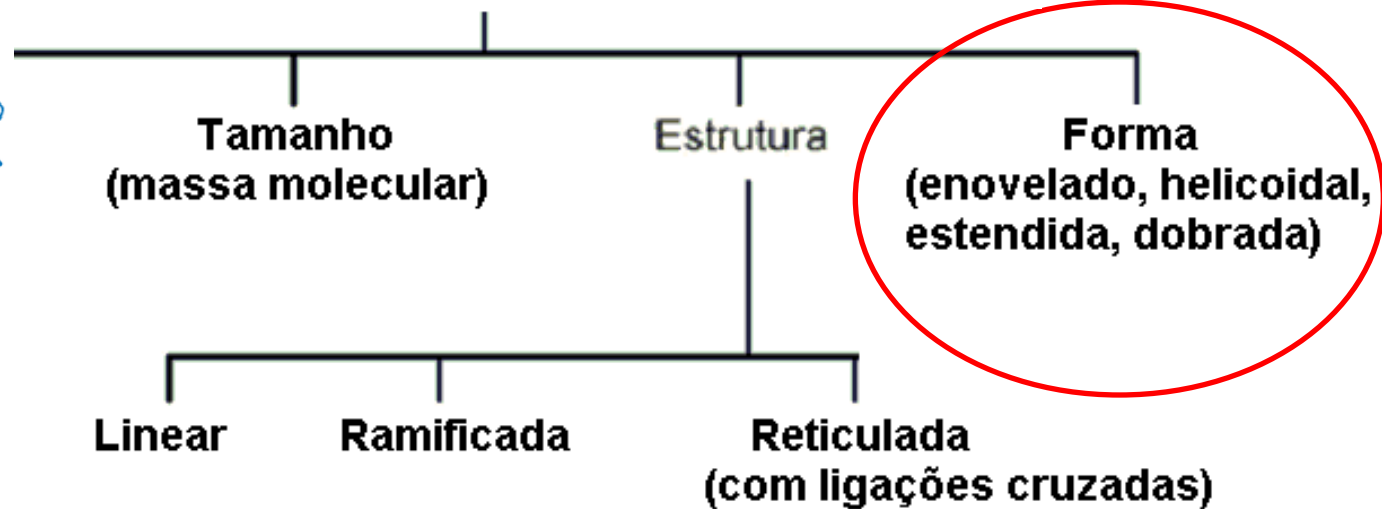 Tamanho
(massa molecular)
Estrutura
Forma
(enovelado, helicoidal,
estendida, dobrada)
Linear
Ramificada
Reticulada
(com ligações cruzadas)